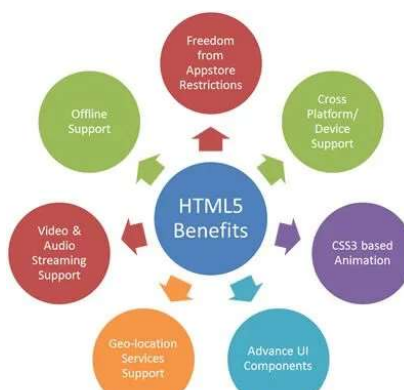 Freedom
from
Appstore
Restrictions
Cross
Platform/
Device
Support
CSS3 based
Animation
Advance UI
Components
Geo-location
Services
Support
Video &
Audio
Streaming
Support
Offline
Support
HTML5
Benefits